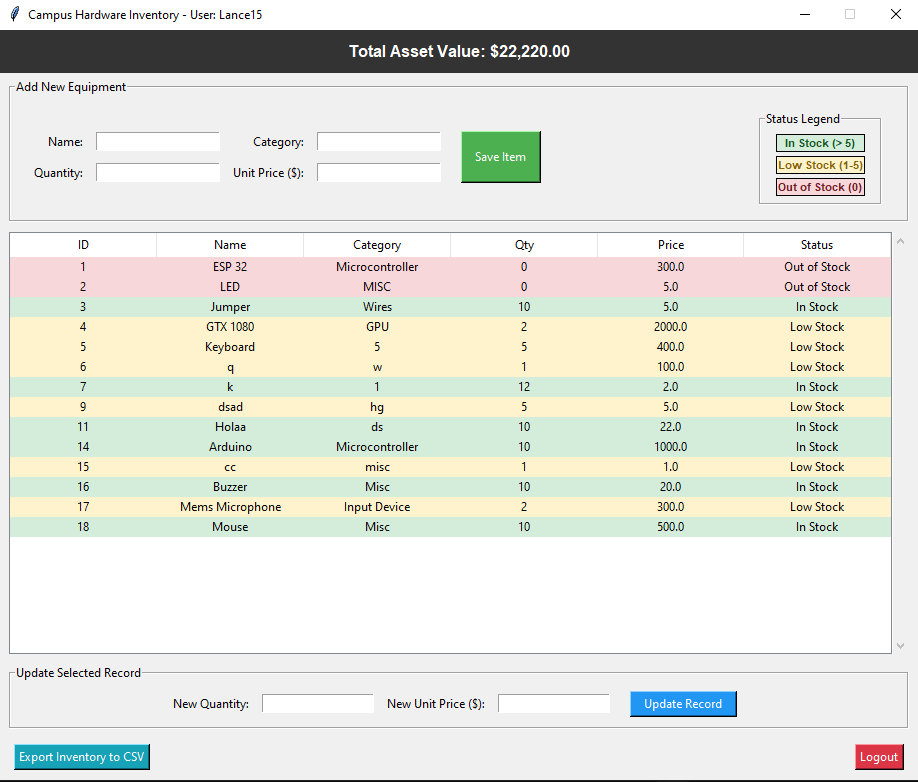 Campus Hardware Inventory - User: Lance15
Total Asset Value: $22,220.00
Add New Equipment
Name:
Category:
Save Item
Quantity:
Unit Price ($):
Status Legend
In Stock (> 5)
Low Stock (1-5)
Out of Stock (0)
ID Name Category Qty Price Status
1 ESP 32 Microcontroller 0 300.0 Out of Stock
2 LED MISC 0 5.0 Out of Stock
3 Jumper Wires 10 5.0 In Stock
4 GTX 1080 GPU 2 2000.0 Low Stock
5 Keyboard 5 5 400.0 Low Stock
6 q w 1 100.0 Low Stock
7 k 1 12 2.0 In Stock
9 dsad hg 5 5.0 Low Stock
11 Holaa ds 10 22.0 In Stock
14 Arduino Microcontroller 10 1000.0 In Stock
15 cc misc 1 1.0 Low Stock
16 Buzzer Misc 10 20.0 In Stock
17 Mems Microphone Input Device 2 300.0 Low Stock
18 Mouse Misc 10 500.0 In Stock
Update Selected Record
New Quantity: New Unit Price ($): Update Record
Export Inventory to CSV
Logout